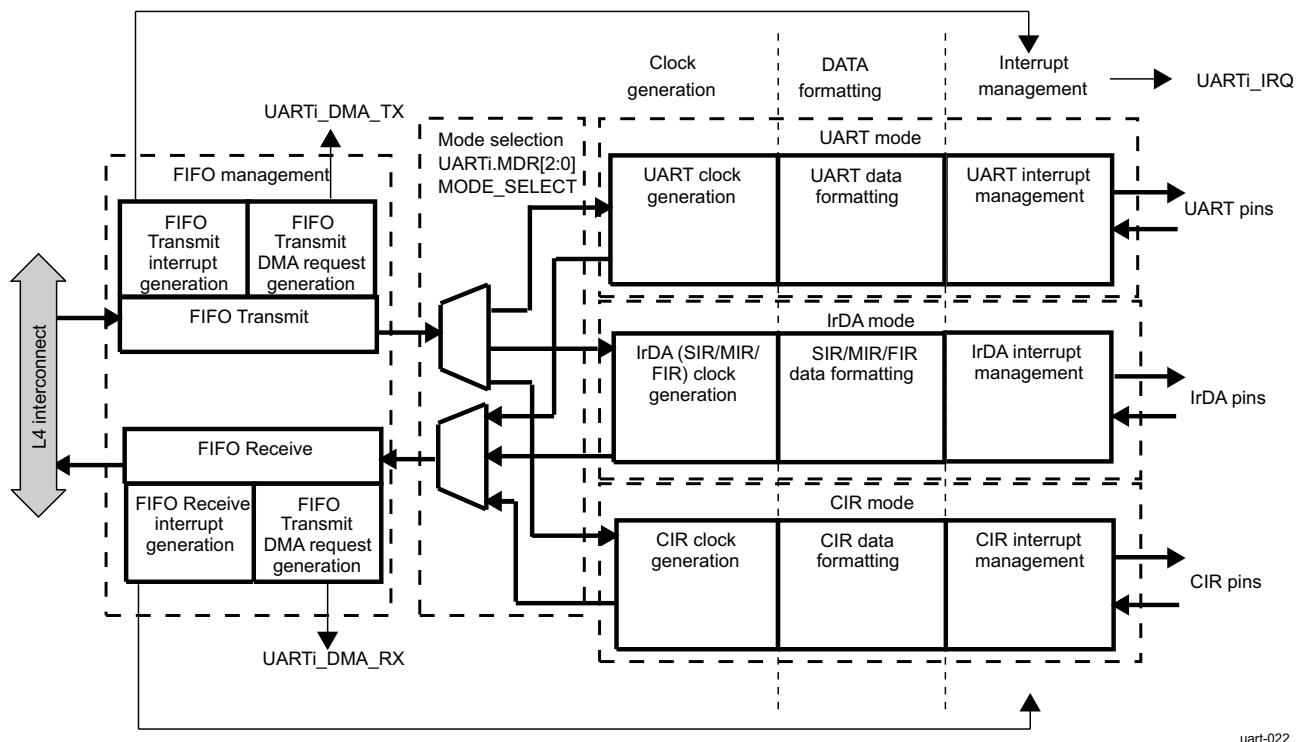 Clock
generation
DATA
formatting
Interrupt
management
UARTi_IRQ
UARTi_DMA_TX
FIFO management
FIFO
Transmit
interrupt
generation
FIFO
Transmit
DMA request
generation
FIFO Transmit
L4 interconnect
FIFO Receive
FIFO Receive
interrupt
generation
FIFO
Transmit
DMA request
generation
UARTi_DMA_RX
Mode selection
UARTi.MDR[2:0]
MODE_SELECT
UART mode
UART clock
generation
UART data
formatting
UART interrupt
management
UART pins
IrDA mode
IrDA (SIR/MIR/
FIR) clock
generation
SIR/MIR/FIR
data formatting
IrDA interrupt
management
IrDA pins
CIR mode
CIR clock
generation
CIR data
formatting
CIR interrupt
management
CIR pins
uart-022